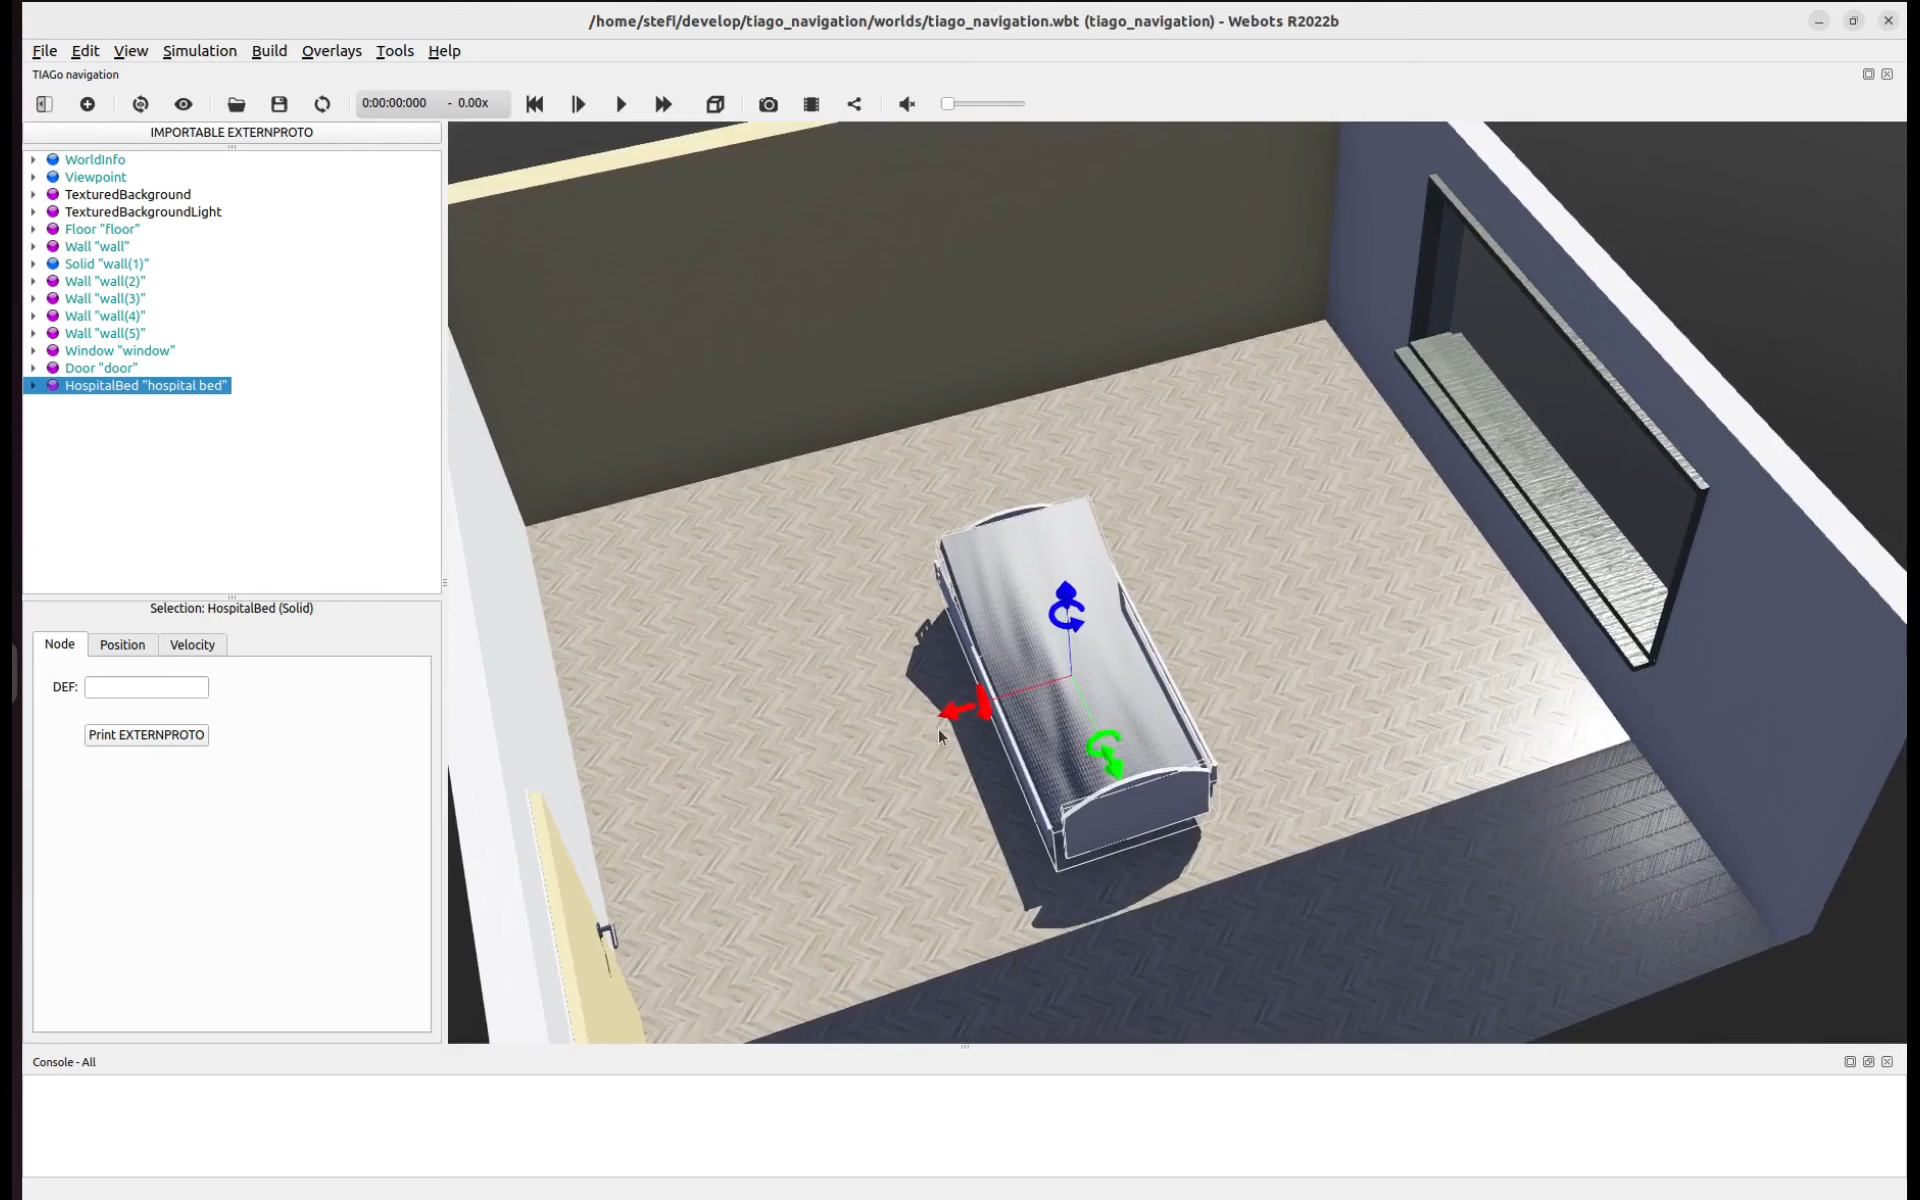 /home/stefi/develop/tiago_navigation/worlds/tiago_navigation.wbt (tiago_navigation) - Webots R2022b
File Edit View Simulation Build Overlays Tools Help
TIAGo navigation
0:00:00:000 - 0.00x
IMPORTABLE EXTERNPROTO
WorldInfo
Viewpoint
TexturedBackground
TexturedBackgroundLight
Floor "floor"
Wall "wall"
Solid "wall(1)"
Wall "wall(2)"
Wall "wall(3)"
Wall "wall(4)"
Wall "wall(5)"
Window "window"
Door "door"
HospitalBed "hospital bed"
Selection: HospitalBed (Solid)
Node Position Velocity
DEF:
Print EXTERNPROTO
Console - All